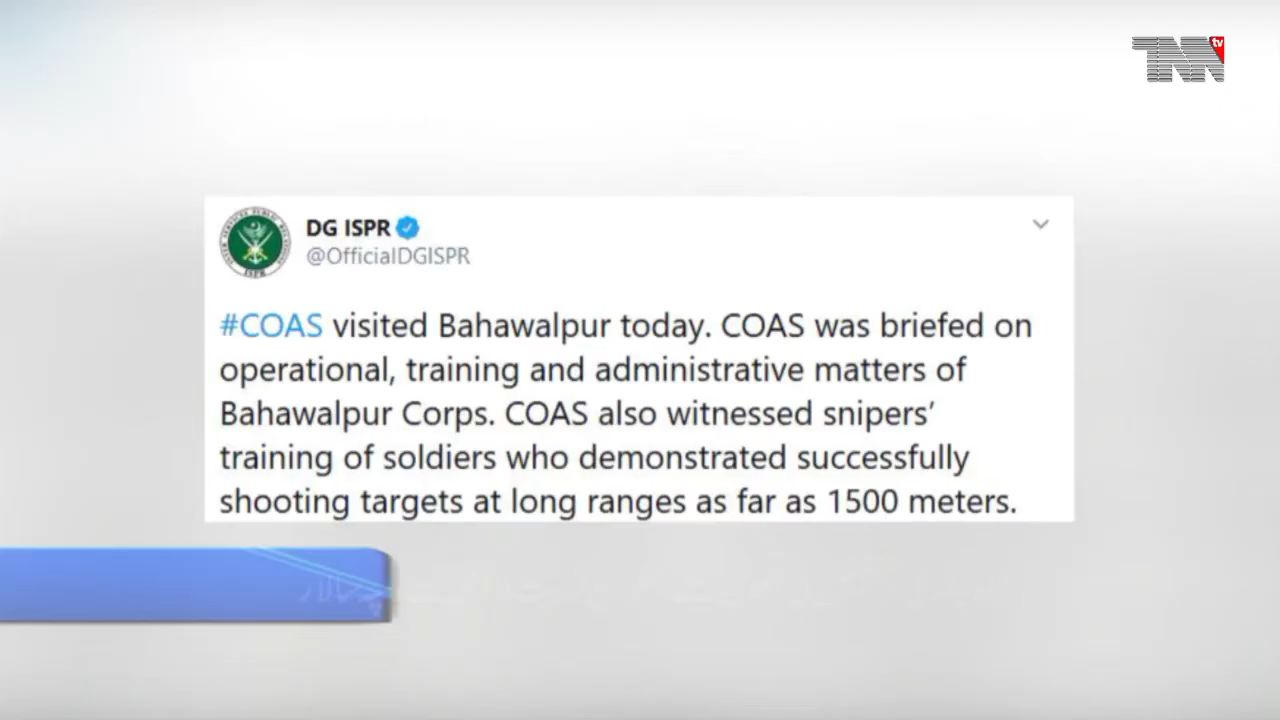 TNN tv
DG ISPR
@OfficialDGISPR
#COAS visited Bahawalpur today. COAS was briefed on
operational, training and administrative matters of
Bahawalpur Corps. COAS also witnessed snipers’
training of soldiers who demonstrated successfully
shooting targets at long ranges as far as 1500 meters.